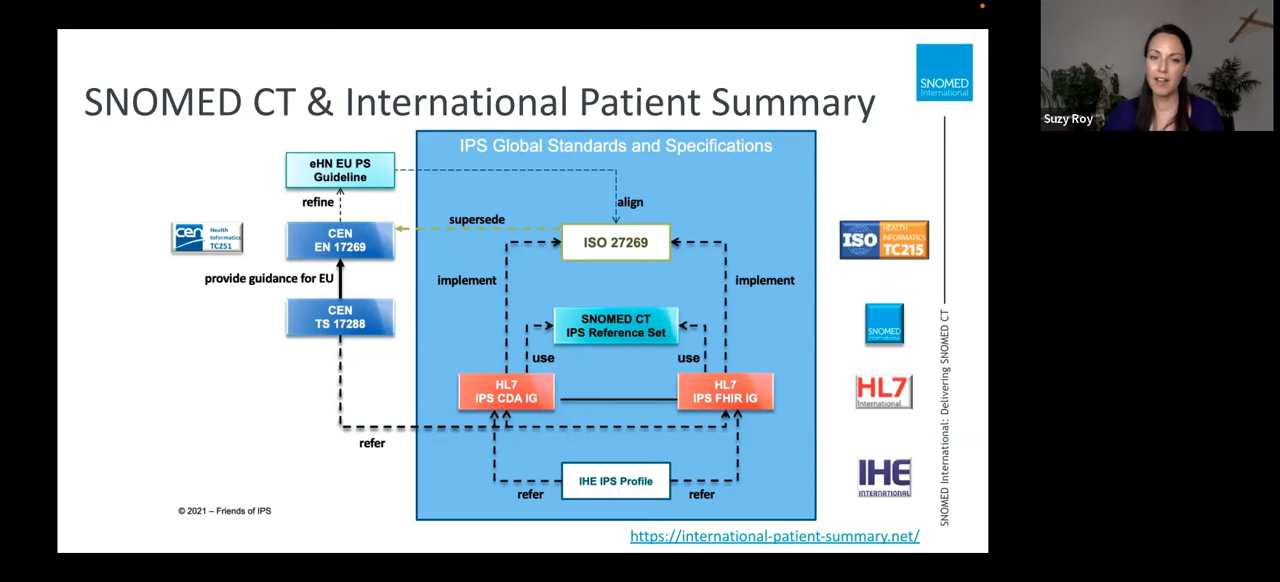 SNOMED CT & International Patient Summary
SNOMED
International
Suzy Roy
IPS Global Standards and Specifications
eHN EU PS
Guideline
refine
align
supersede
cen
Health
Informatics
TC251
CEN
EN 17269
ISO 27269
ISO
HEALTH
INFORMATICS
TC215
provide guidance for EU
implement
implement
CEN
TS 17288
SNOMED CT
IPS Reference Set
SNOMED
International
use
use
HL7
IPS CDA IG
HL7
IPS FHIR IG
HL7
International
refer
IHE IPS Profile
refer
refer
IHE
INTERNATIONAL
© 2021 – Friends of IPS
https://international-patient-summary.net/
SNOMED International: Delivering SNOMED CT